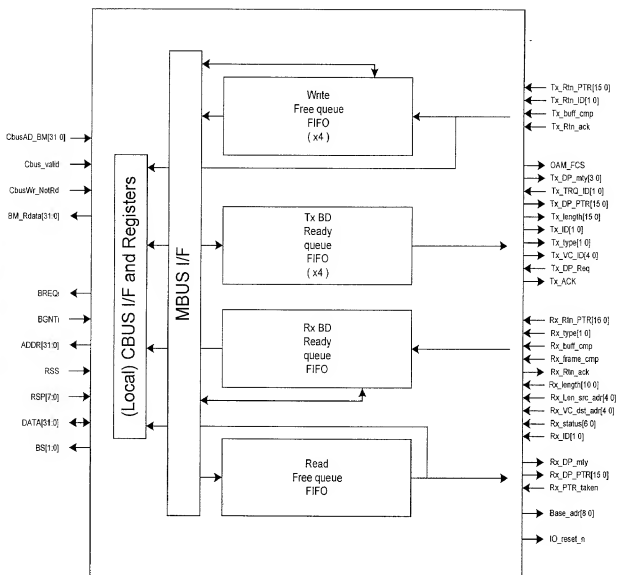 CbusAD_BM[31 0]
Cbus_valid
CbusWr_NotRd
BM_Rdata[31:0]
BREQ
BGNT
ADDR[31:0]
RSS
RSP[7:0]
DATA[31:0]
BS[1:0]
(Local) CBUS I/F and Registers
MBUS I/F
Write
Free queue
FIFO
( x4 )
Tx BD
Ready
queue
FIFO
( x4 )
Rx BD
Ready
queue
FIFO
Read
Free queue
FIFO
Tx_Rtn_PTR[15 0]
Tx_Rtn_ID[1 0]
Tx_buff_cmp
Tx_Rtn_ack
OAM_FCS
Tx_DP_mty[3 0]
Tx_TRQ_ID[1 0]
Tx_DP_PTR[15 0]
Tx_length[15 0]
Tx_ID[1 0]
Tx_type[1 0]
Tx_VC_ID[4 0]
Tx_DP_Req
Tx_ACK
Rx_Rtn_PTR[16 0]
Rx_type[1 0]
Rx_buff_cmp
Rx_frame_cmp
Rx_Rtn_ack
Rx_length[10 0]
Rx_Len_src_adr[4 0]
Rx_VC_dst_adr[4 0]
Rx_status[6 0]
Rx_ID[1 0]
Rx_DP_mty
Rx_DP_PTR[15 0]
Rx_PTR_taken
Base_adr[8 0]
IO_reset_n